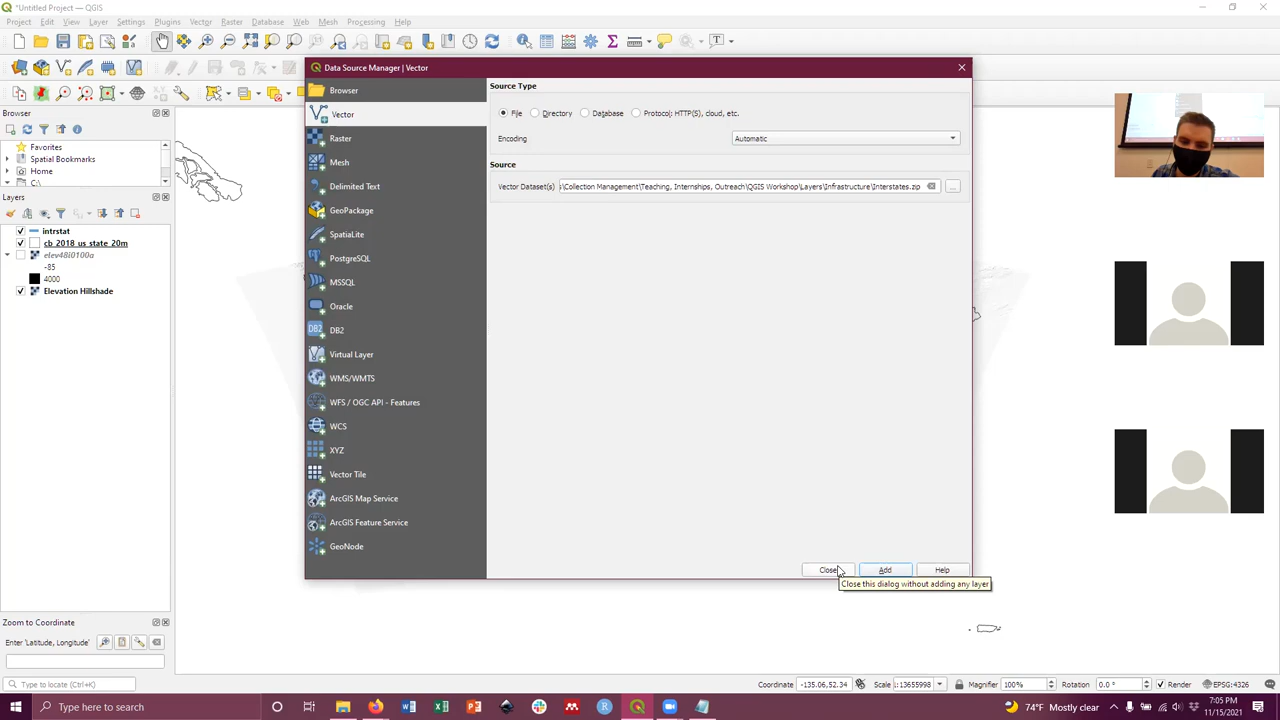 *Untitled Project — QGIS
Project Edit View Layer Settings Plugins Vector Raster Database Web Mesh Processing Help
Data Source Manager | Vector
Browser
Favorites
Spatial Bookmarks
Home
C:\
Layers
intrstat
cb_2018_us_state_20m
elev48i0100a
-85
4000
Elevation Hillshade
Zoom to Coordinate
Enter 'Latitude, Longitude'
Browser
Vector
Raster
Mesh
Delimited Text
GeoPackage
SpatiaLite
PostgreSQL
MSSQL
Oracle
DB2
Virtual Layer
WMS/WMTS
WFS / OGC API - Features
WCS
XYZ
Vector Tile
ArcGIS Map Service
ArcGIS Feature Service
GeoNode
Source Type
File Directory Database Protocol: HTTP(S), cloud, etc.
Encoding Automatic
Source
Vector Dataset(s) \Collection Management\Teaching, Internships, Outreach\QGIS Workshop\Layers\Infrastructure\Interstates.zip ...
Close Add Help
Close this dialog without adding any layer
Type to locate (Ctrl+K) Coordinate -135.06,52.34 Scale 13655998 Magnifier 100% Rotation 0.0 ° Render EPSG:4326
Type here to search 74°F Mostly clear 7:05 PM
11/15/2021